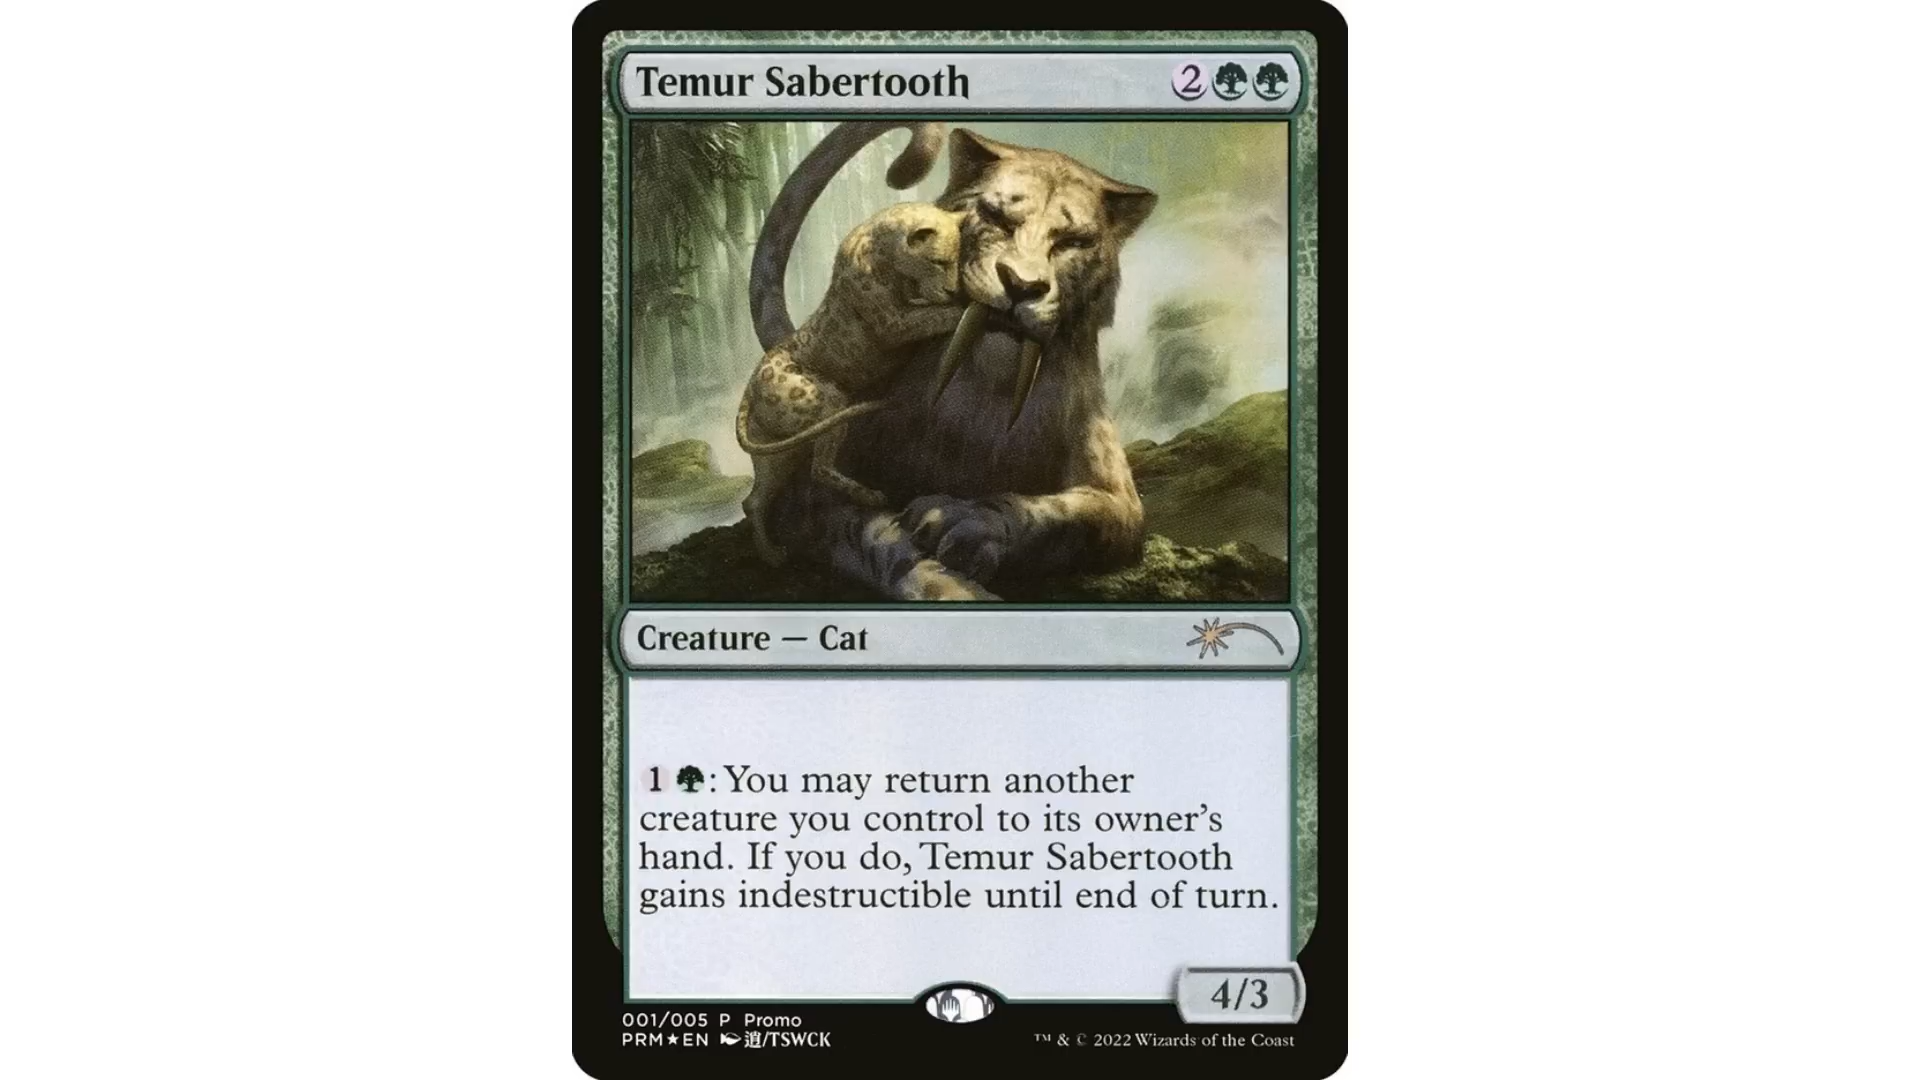 Temur Sabertooth 2
Creature — Cat
1 : You may return another
creature you control to its owner's
hand. If you do, Temur Sabertooth
gains indestructible until end of turn.
4/3
001/005 P Promo
PRM★EN 逍/TSWCK
™ & © 2022 Wizards of the Coast